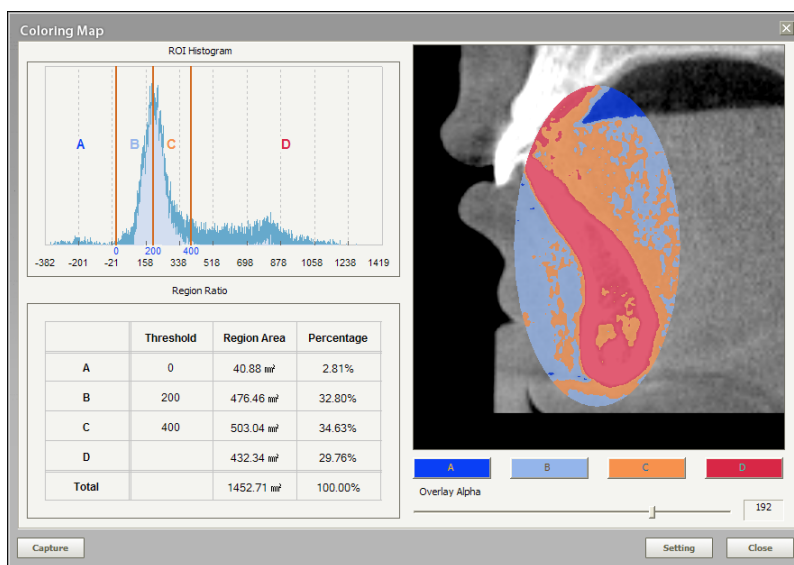 Coloring Map
ROI Histogram
A B C D
0 200 400
-382 -201 -21 158 338 518 698 878 1058 1238 1419
Region Ratio
Threshold Region Area Percentage
A 0 40.88 ㎟ 2.81%
B 200 476.46 ㎟ 32.80%
C 400 503.04 ㎟ 34.63%
D 432.34 ㎟ 29.76%
Total 1452.71 ㎟ 100.00%
A B C D
Overlay Alpha
192
Capture Setting Close